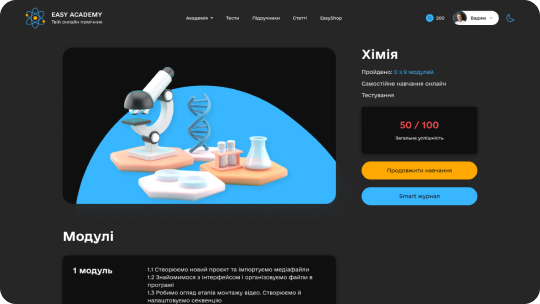 EASY ACADEMY
Твій онлайн помічник
Академія Тести Підручники Статті EasyShop
200 Вадим
Хімія
Пройдено: 0 з 9 модулей
Самостійне навчання онлайн
Тестування
50 / 100
Загальна успішність
Продовжити навчання
Smart журнал
Модулі
1 модуль
1.1 Створюємо новий проєкт та імпортуємо медіафайли
1.2 Знайомимося з інтерфейсом і організовуємо файли в
програмі
1.3 Робимо огляд етапів монтажу відео. Створюємо й
налаштовуємо секвенцію